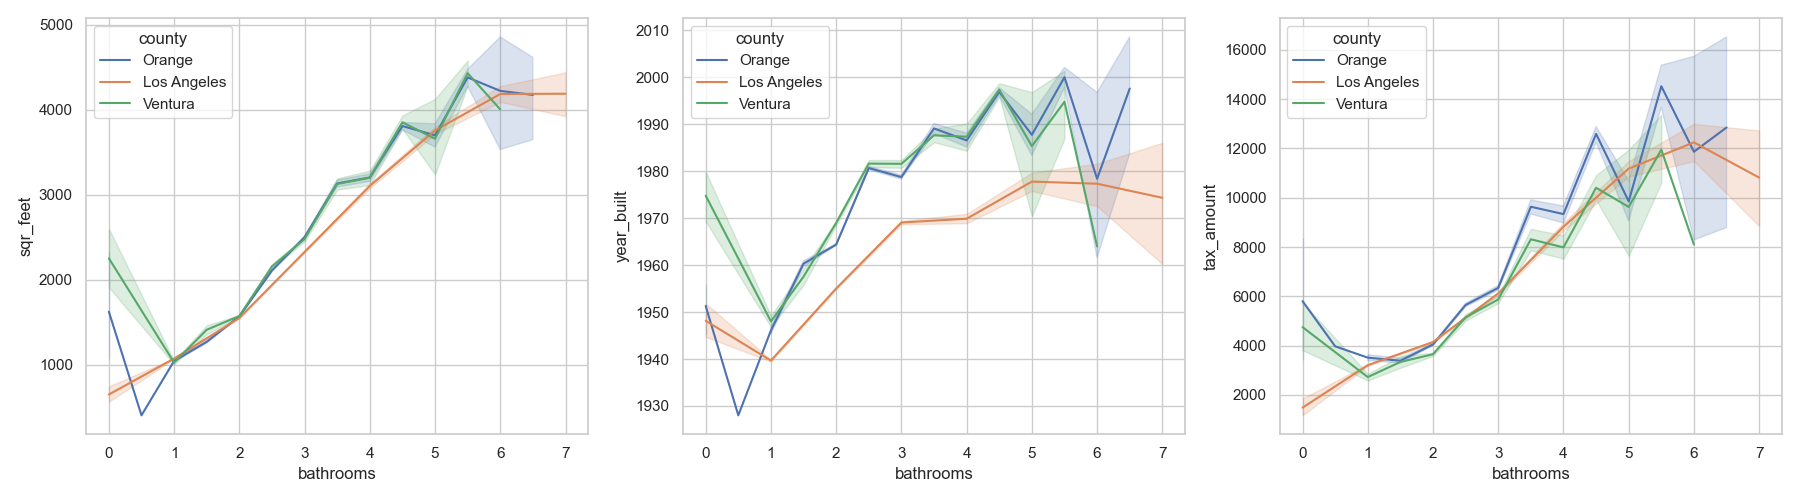 5000
4000
3000
2000
1000
sqr_feet
county
Orange
Los Angeles
Ventura
0 1 2 3 4 5 6 7
bathrooms
2010
2000
1990
1980
1970
1960
1950
1940
1930
year_built
county
Orange
Los Angeles
Ventura
0 1 2 3 4 5 6 7
bathrooms
16000
14000
12000
10000
8000
6000
4000
2000
tax_amount
county
Orange
Los Angeles
Ventura
0 1 2 3 4 5 6 7
bathrooms